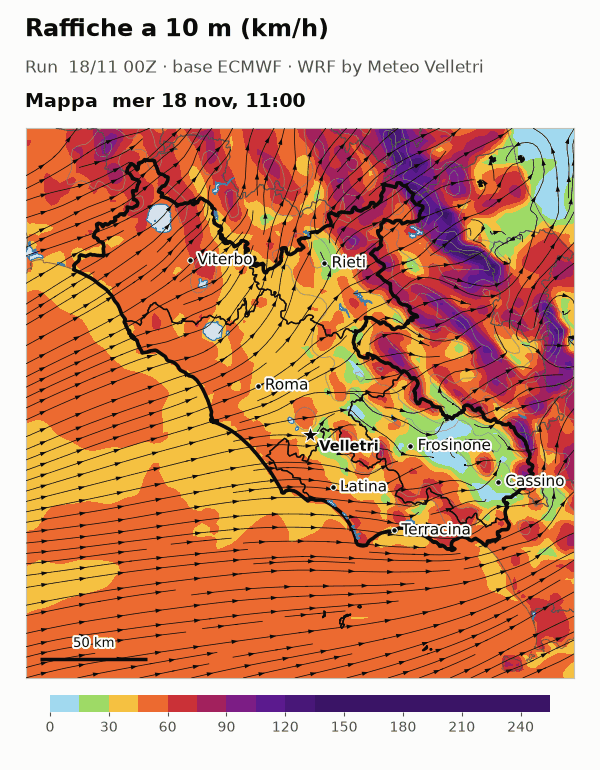 Raffiche a 10 m (km/h)
Run  18/11 00Z · base ECMWF · WRF by Meteo Velletri
Mappa  mer 18 nov, 11:00
Viterbo
Rieti
Roma
Velletri
Frosinone
Cassino
Latina
Terracina
50 km
0 30 60 90 120 150 180 210 240